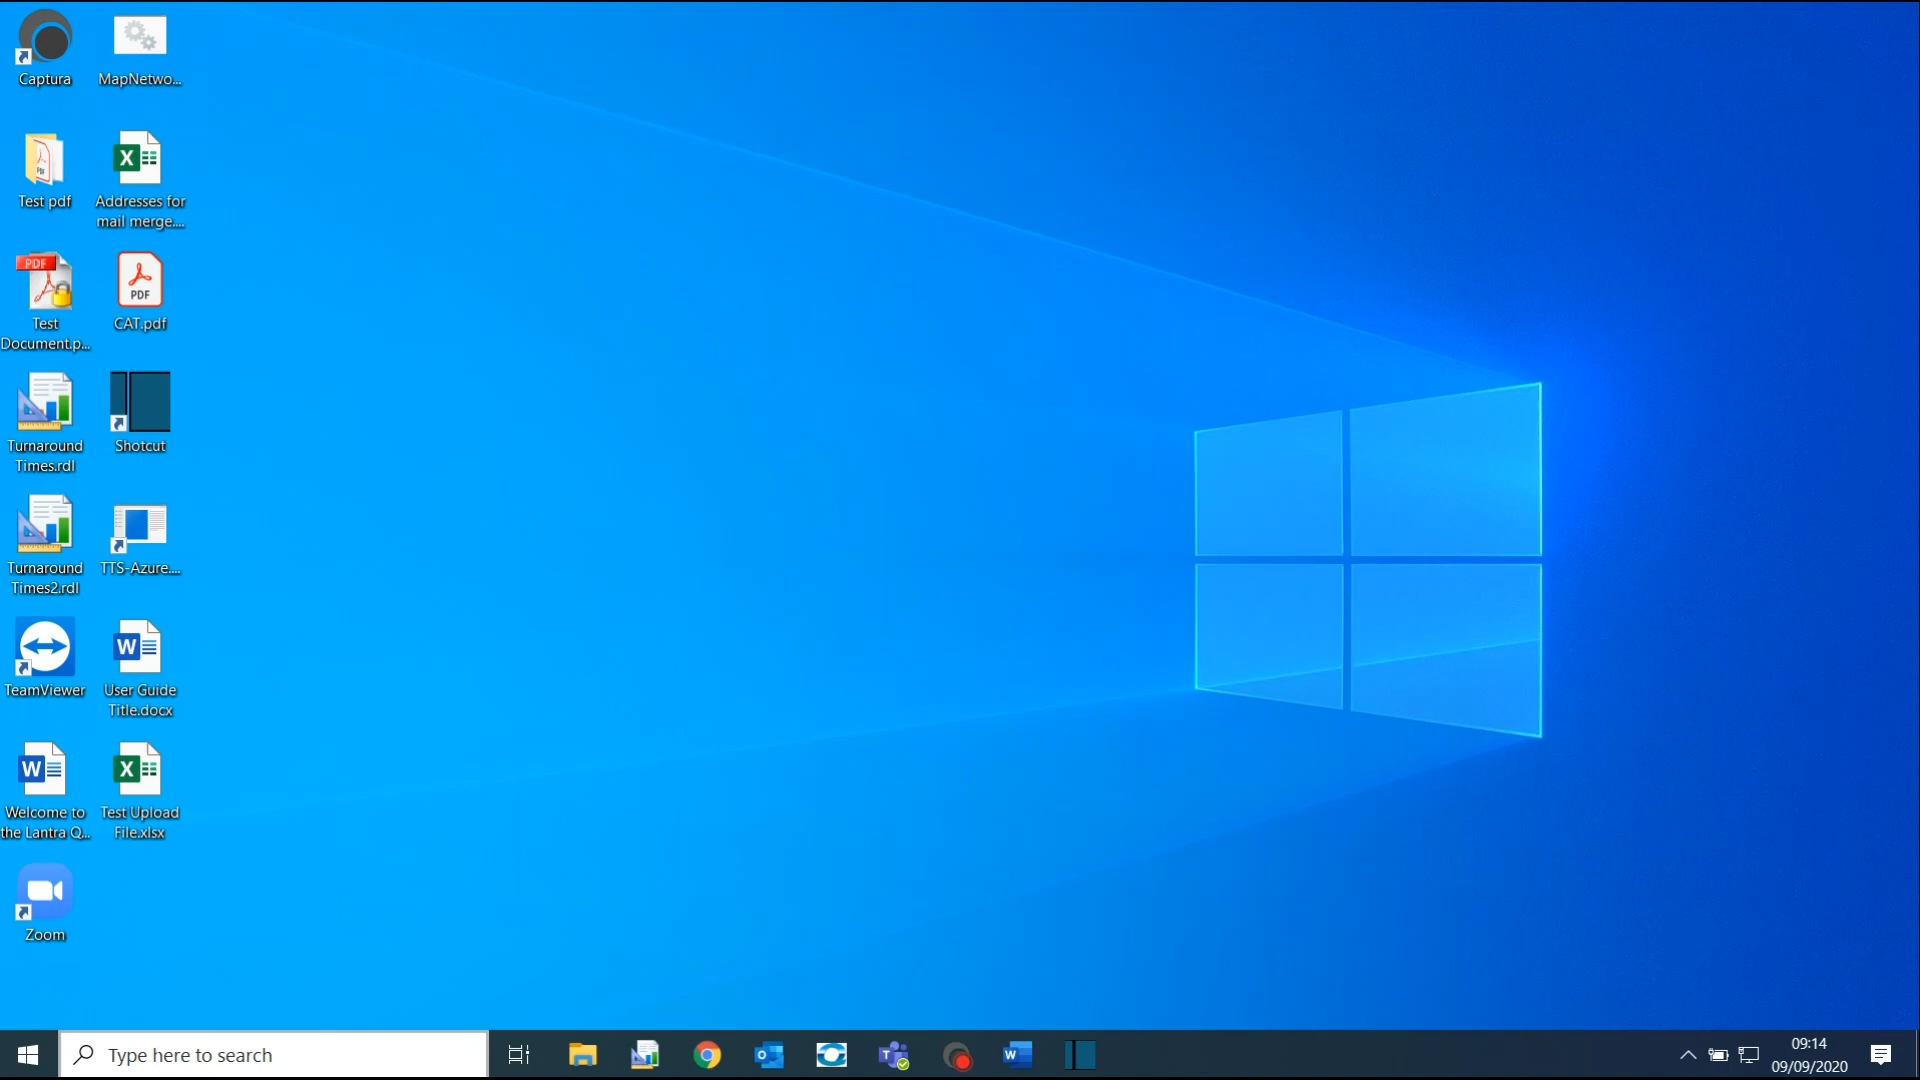 Captura
MapNetwo...
Test pdf
Addresses for
mail merge....
Test
Document.p...
CAT.pdf
Turnaround
Times.rdl
Shotcut
Turnaround
Times2.rdl
TTS-Azure....
TeamViewer
User Guide
Title.docx
Welcome to
the Lantra Q...
Test Upload
File.xlsx
Zoom
Type here to search
09:14
09/09/2020